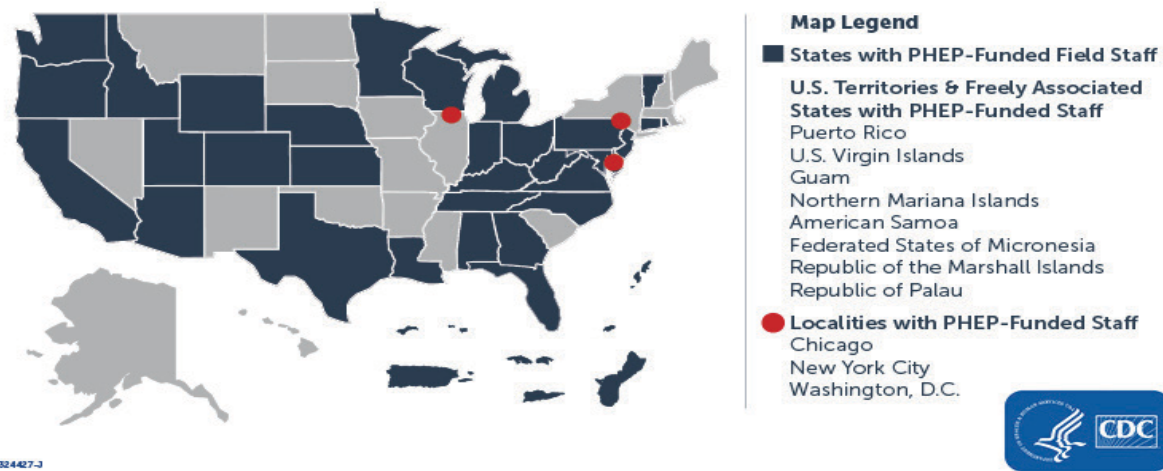 Map Legend
States with PHEP-Funded Field Staff
U.S. Territories & Freely Associated
States with PHEP-Funded Staff
Puerto Rico
U.S. Virgin Islands
Guam
Northern Mariana Islands
American Samoa
Federated States of Micronesia
Republic of the Marshall Islands
Republic of Palau
Localities with PHEP-Funded Staff
Chicago
New York City
Washington, D.C.
CDC
324427-J